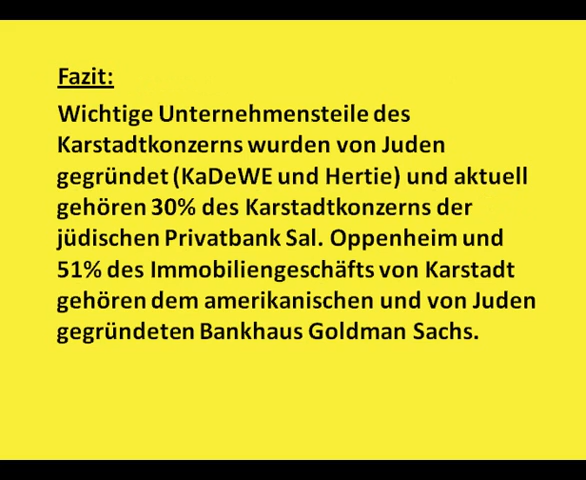 Fazit:
Wichtige Unternehmensteile des
Karstadtkonzerns wurden von Juden
gegründet (KaDeWE und Hertie) und aktuell
gehören 30% des Karstadtkonzerns der
jüdischen Privatbank Sal. Oppenheim und
51% des Immobiliengeschäfts von Karstadt
gehören dem amerikanischen und von Juden
gegründeten Bankhaus Goldman Sachs.